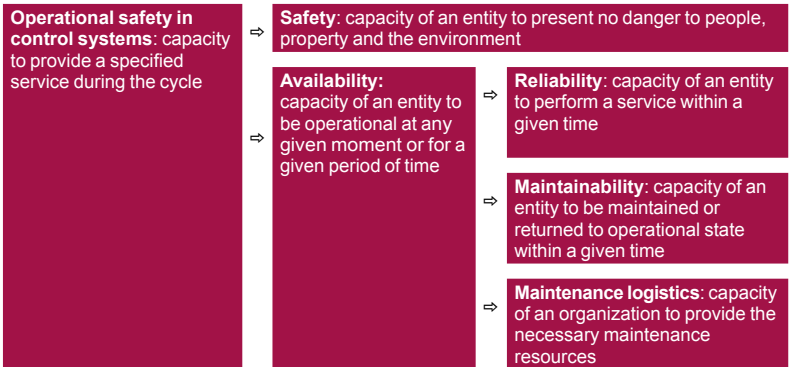 Operational safety in
control systems: capacity
to provide a specified
service during the cycle
⇨
Safety: capacity of an entity to present no danger to people,
property and the environment
⇨
Availability:
capacity of an entity to
be operational at any
given moment or for a
given period of time
⇨
Reliability: capacity of an entity
to perform a service within a
given time
⇨
Maintainability: capacity of an
entity to be maintained or
returned to operational state
within a given time
⇨
Maintenance logistics: capacity
of an organization to provide the
necessary maintenance
resources